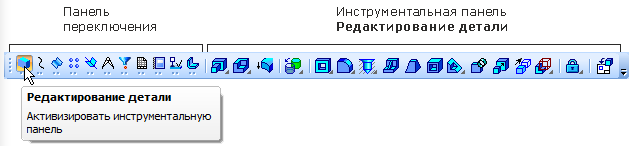 Панель
переключения
Инструментальная панель
Редактирование детали
Редактирование детали
Активизировать инструментальную
панель